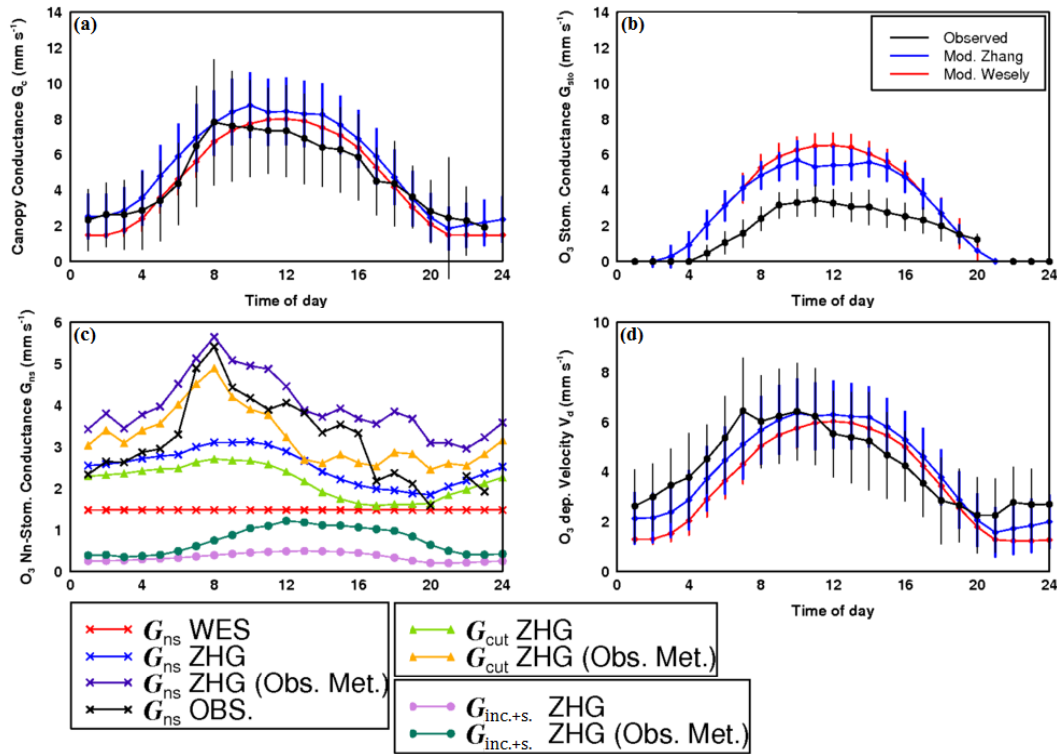 (a)
Canopy Conductance Gc (mm s⁻¹)
14
12
10
8
6
4
2
0
0 4 8 12 16 20 24
Time of day
(b)
O3 Stom. Conductance Gsto (mm s⁻¹)
14
12
10
8
6
4
2
0
0 4 8 12 16 20 24
Time of day
Observed
Mod. Zhang
Mod. Wesely
(c)
O3 Nn-Stom. Conductance Gns (mm s⁻¹)
6
5
4
3
2
1
0
0 4 8 12 16 20 24
(d)
O3 dep. Velocity Vd (mm s⁻¹)
10
8
6
4
2
0
0 4 8 12 16 20 24
Time of day
Gns WES
Gns ZHG
Gns ZHG (Obs. Met.)
Gns OBS.
Gcut ZHG
Gcut ZHG (Obs. Met.)
Ginc.+s. ZHG
Ginc.+s. ZHG (Obs. Met.)